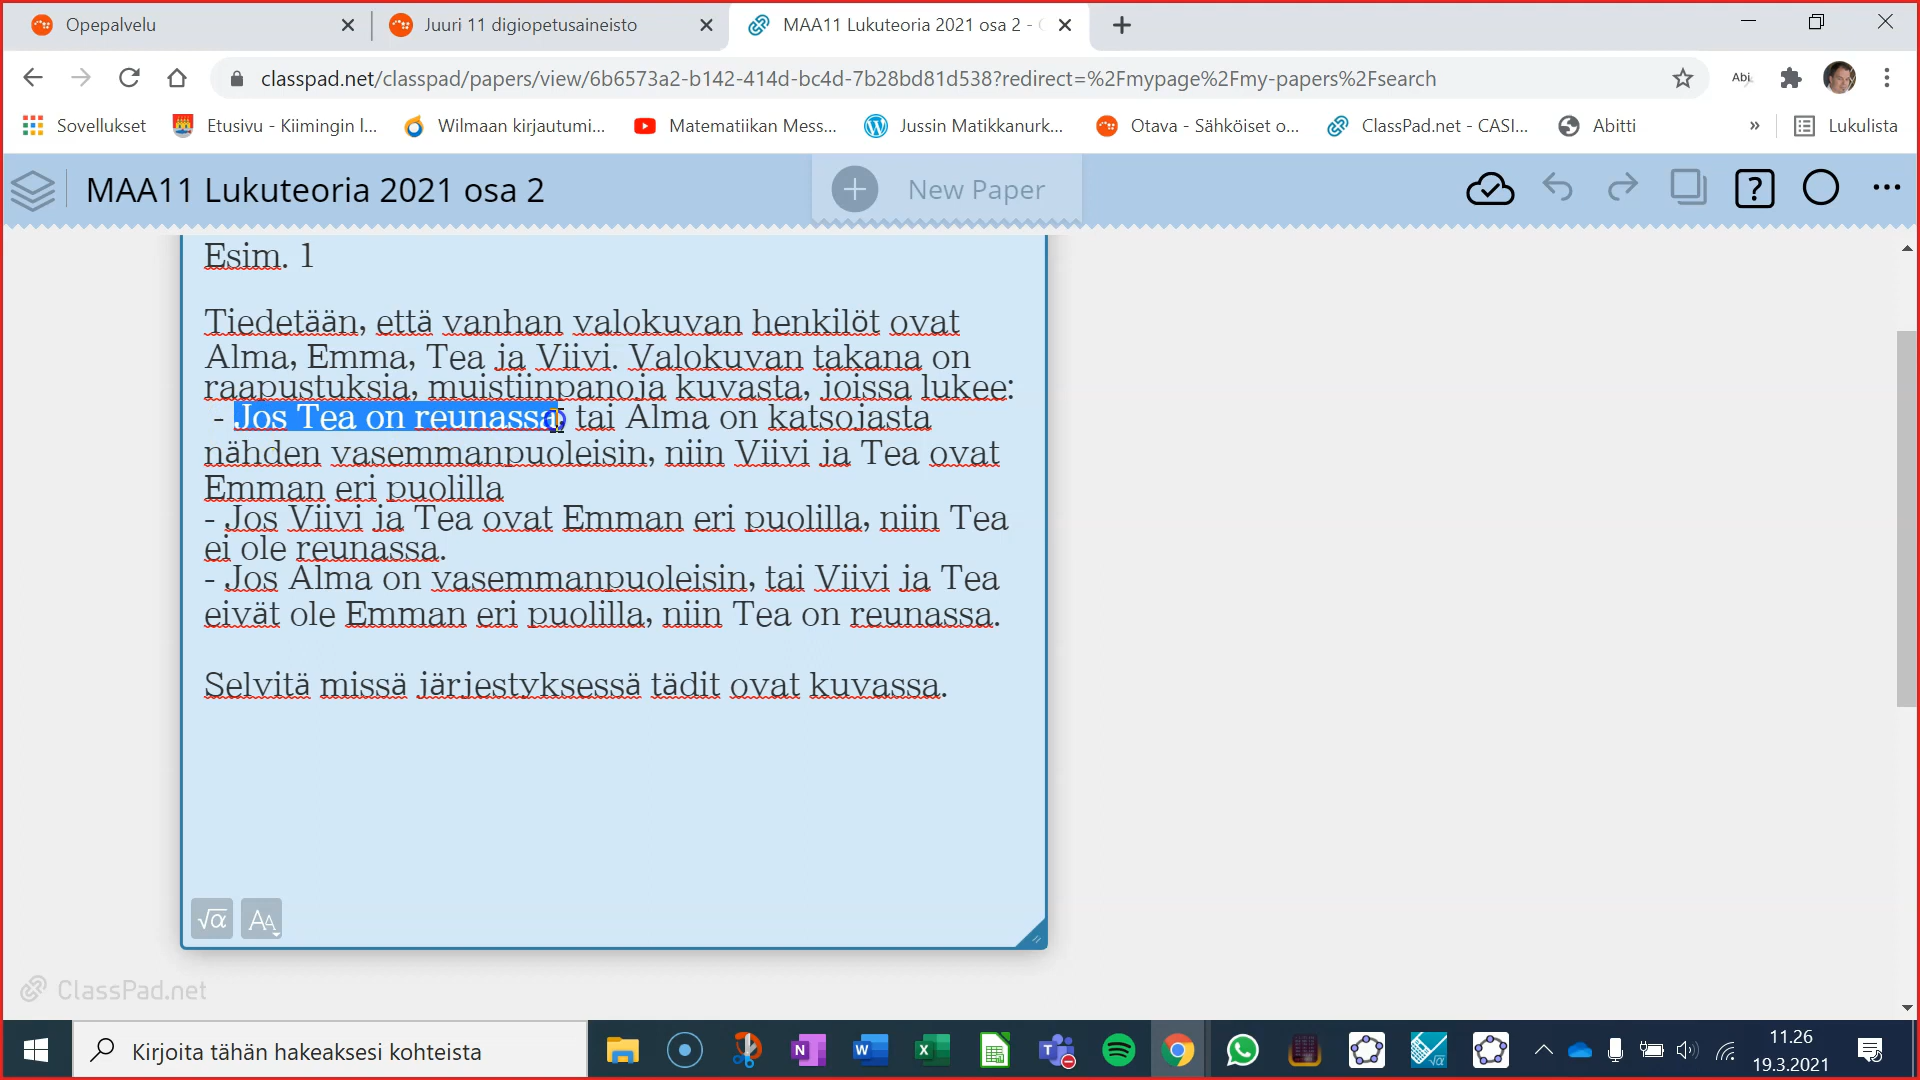 Opepalvelu
Juuri 11 digiopetusaineisto
MAA11 Lukuteoria 2021 osa 2 -
classpad.net/classpad/papers/view/6b6573a2-b142-414d-bc4d-7b28bd81d538?redirect=%2Fmypage%2Fmy-papers%2Fsearch
Abi
Sovellukset
Etusivu - Kiimingin l...
Wilmaan kirjautumi...
Matematiikan Mess...
Jussin Matikkanurk...
Otava - Sähköiset o...
ClassPad.net - CASI...
Abitti
»
Lukulista
MAA11 Lukuteoria 2021 osa 2
New Paper
Esim. 1
Tiedetään, että vanhan valokuvan henkilöt ovat
Alma, Emma, Tea ja Viivi. Valokuvan takana on
raapustuksia, muistiinpanoja kuvasta, joissa lukee:
- Jos Tea on reunassa, tai Alma on katsojasta
nähden vasemmanpuoleisin, niin Viivi ja Tea ovat
Emman eri puolilla
- Jos Viivi ja Tea ovat Emman eri puolilla, niin Tea
ei ole reunassa.
- Jos Alma on vasemmanpuoleisin, tai Viivi ja Tea
eivät ole Emman eri puolilla, niin Tea on reunassa.
Selvitä missä järjestyksessä tädit ovat kuvassa.
√α
AA
ClassPad.net
Kirjoita tähän hakeaksesi kohteista
11.26
19.3.2021